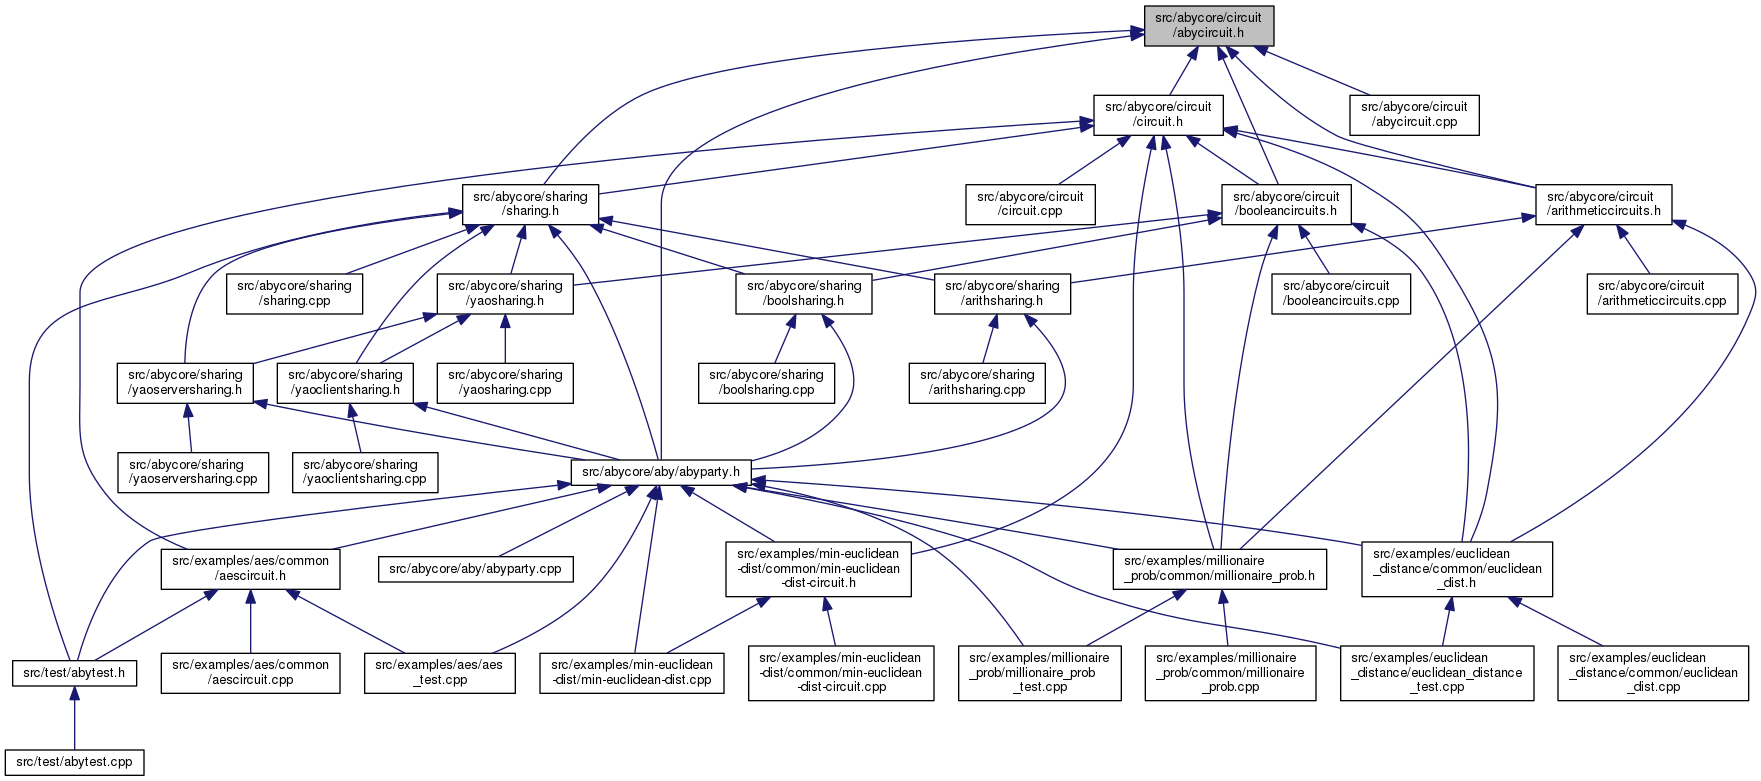 src/abycore/circuit
/abycircuit.h
src/abycore/circuit
/circuit.h
src/abycore/circuit
/abycircuit.cpp
src/abycore/sharing
/sharing.h
src/abycore/circuit
/circuit.cpp
src/abycore/circuit
/booleancircuits.h
src/abycore/circuit
/arithmeticcircuits.h
src/abycore/sharing
/sharing.cpp
src/abycore/sharing
/yaosharing.h
src/abycore/sharing
/boolsharing.h
src/abycore/sharing
/arithsharing.h
src/abycore/circuit
/booleancircuits.cpp
src/abycore/circuit
/arithmeticcircuits.cpp
src/abycore/sharing
/yaoserversharing.h
src/abycore/sharing
/yaoclientsharing.h
src/abycore/sharing
/yaosharing.cpp
src/abycore/sharing
/boolsharing.cpp
src/abycore/sharing
/arithsharing.cpp
src/abycore/sharing
/yaoserversharing.cpp
src/abycore/sharing
/yaoclientsharing.cpp
src/abycore/aby/abyparty.h
src/examples/aes/common
/aescircuit.h
src/abycore/aby/abyparty.cpp
src/examples/min-euclidean
-dist/common/min-euclidean
-dist-circuit.h
src/examples/millionaire
_prob/common/millionaire_prob.h
src/examples/euclidean
_distance/common/euclidean
_dist.h
src/test/abytest.h
src/examples/aes/common
/aescircuit.cpp
src/examples/aes/aes
_test.cpp
src/examples/min-euclidean
-dist/min-euclidean-dist.cpp
src/examples/min-euclidean
-dist/common/min-euclidean
-dist-circuit.cpp
src/examples/millionaire
_prob/millionaire_prob
_test.cpp
src/examples/millionaire
_prob/common/millionaire
_prob.cpp
src/examples/euclidean
_distance/euclidean_distance
_test.cpp
src/examples/euclidean
_distance/common/euclidean
_dist.cpp
src/test/abytest.cpp